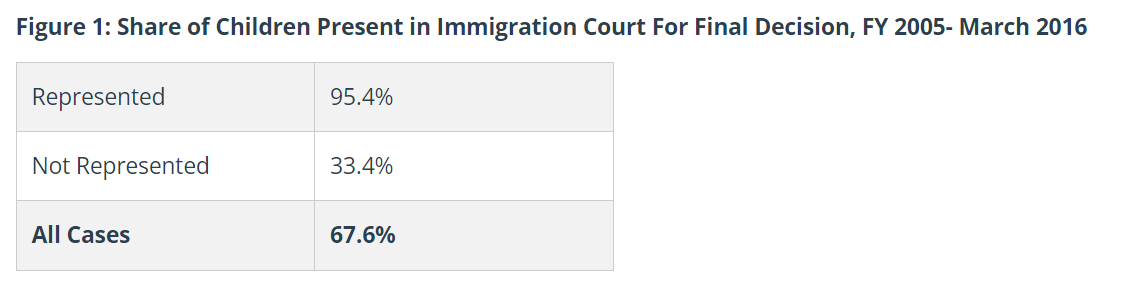 Figure 1: Share of Children Present in Immigration Court For Final Decision, FY 2005- March 2016
Represented 95.4%
Not Represented 33.4%
All Cases 67.6%